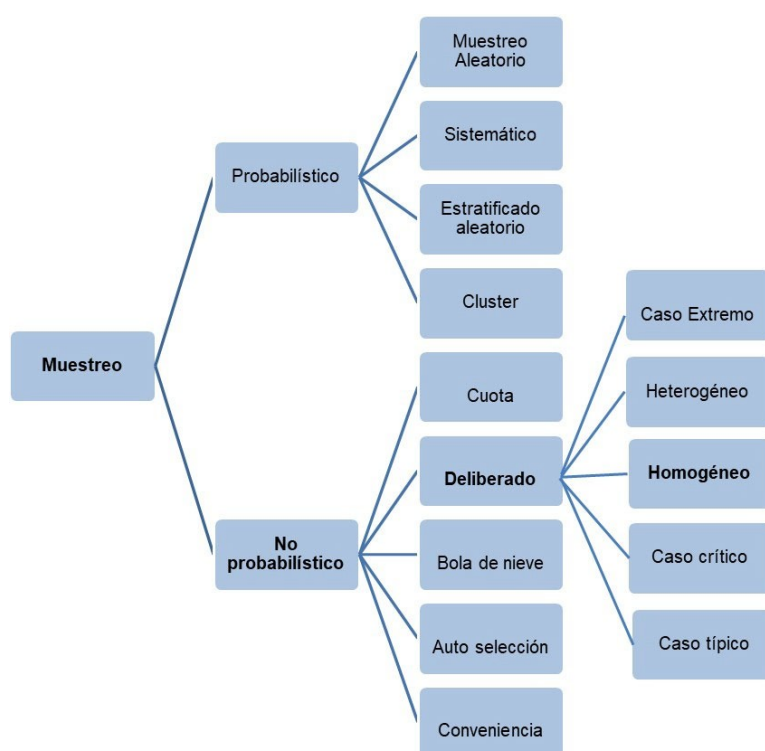 Muestreo
Aleatorio
Probabilístico
Sistemático
Estratificado
aleatorio
Cluster
Muestreo
Cuota
Deliberado
No
probabilístico
Bola de nieve
Auto selección
Conveniencia
Caso Extremo
Heterogéneo
Homogéneo
Caso crítico
Caso típico